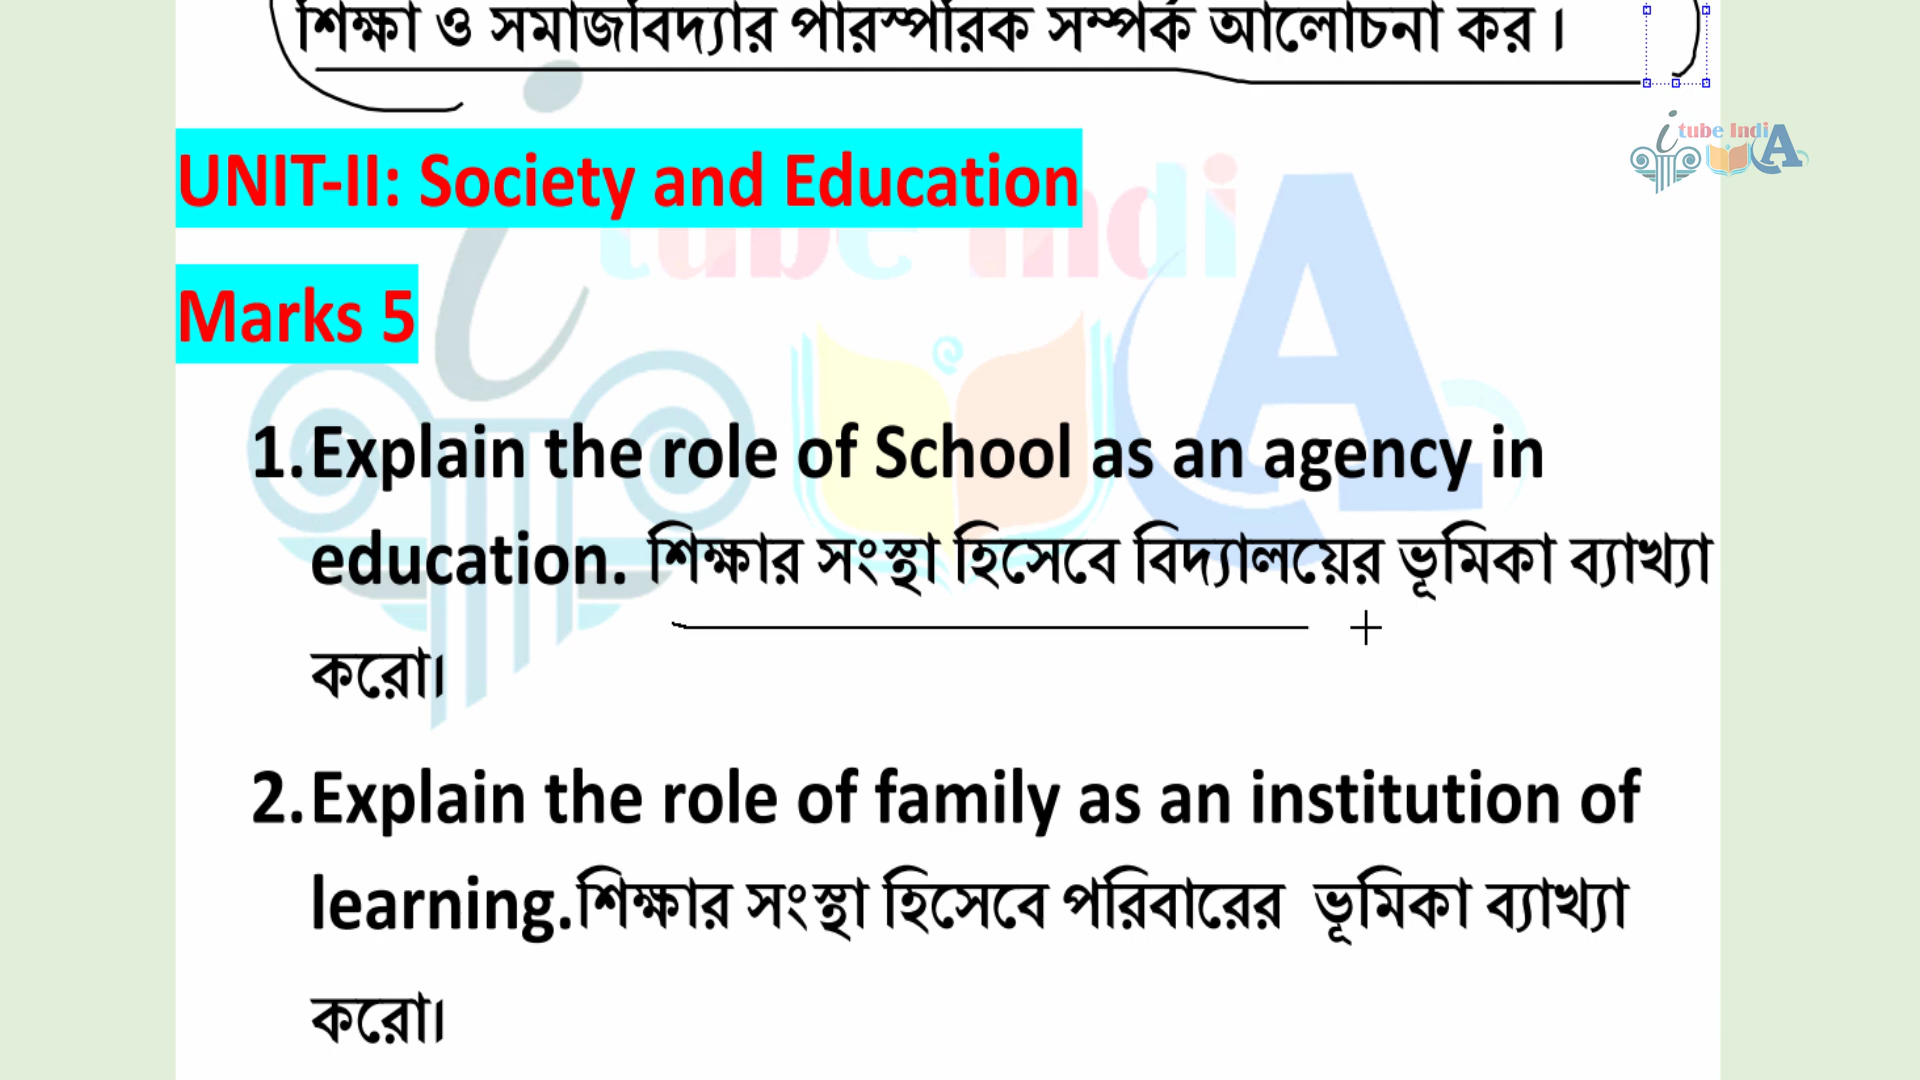 শিক্ষা ও সমাজবিদ্যার পারস্পরিক সম্পর্ক আলোচনা কর।
tube IndiA
UNIT-II: Society and Education
Marks 5
1.Explain the role of School as an agency in
education. শিক্ষার সংস্থা হিসেবে বিদ্যালয়ের ভূমিকা ব্যাখ্যা
করো।
2.Explain the role of family as an institution of
learning.শিক্ষার সংস্থা হিসেবে পরিবারের ভূমিকা ব্যাখ্যা
করো।